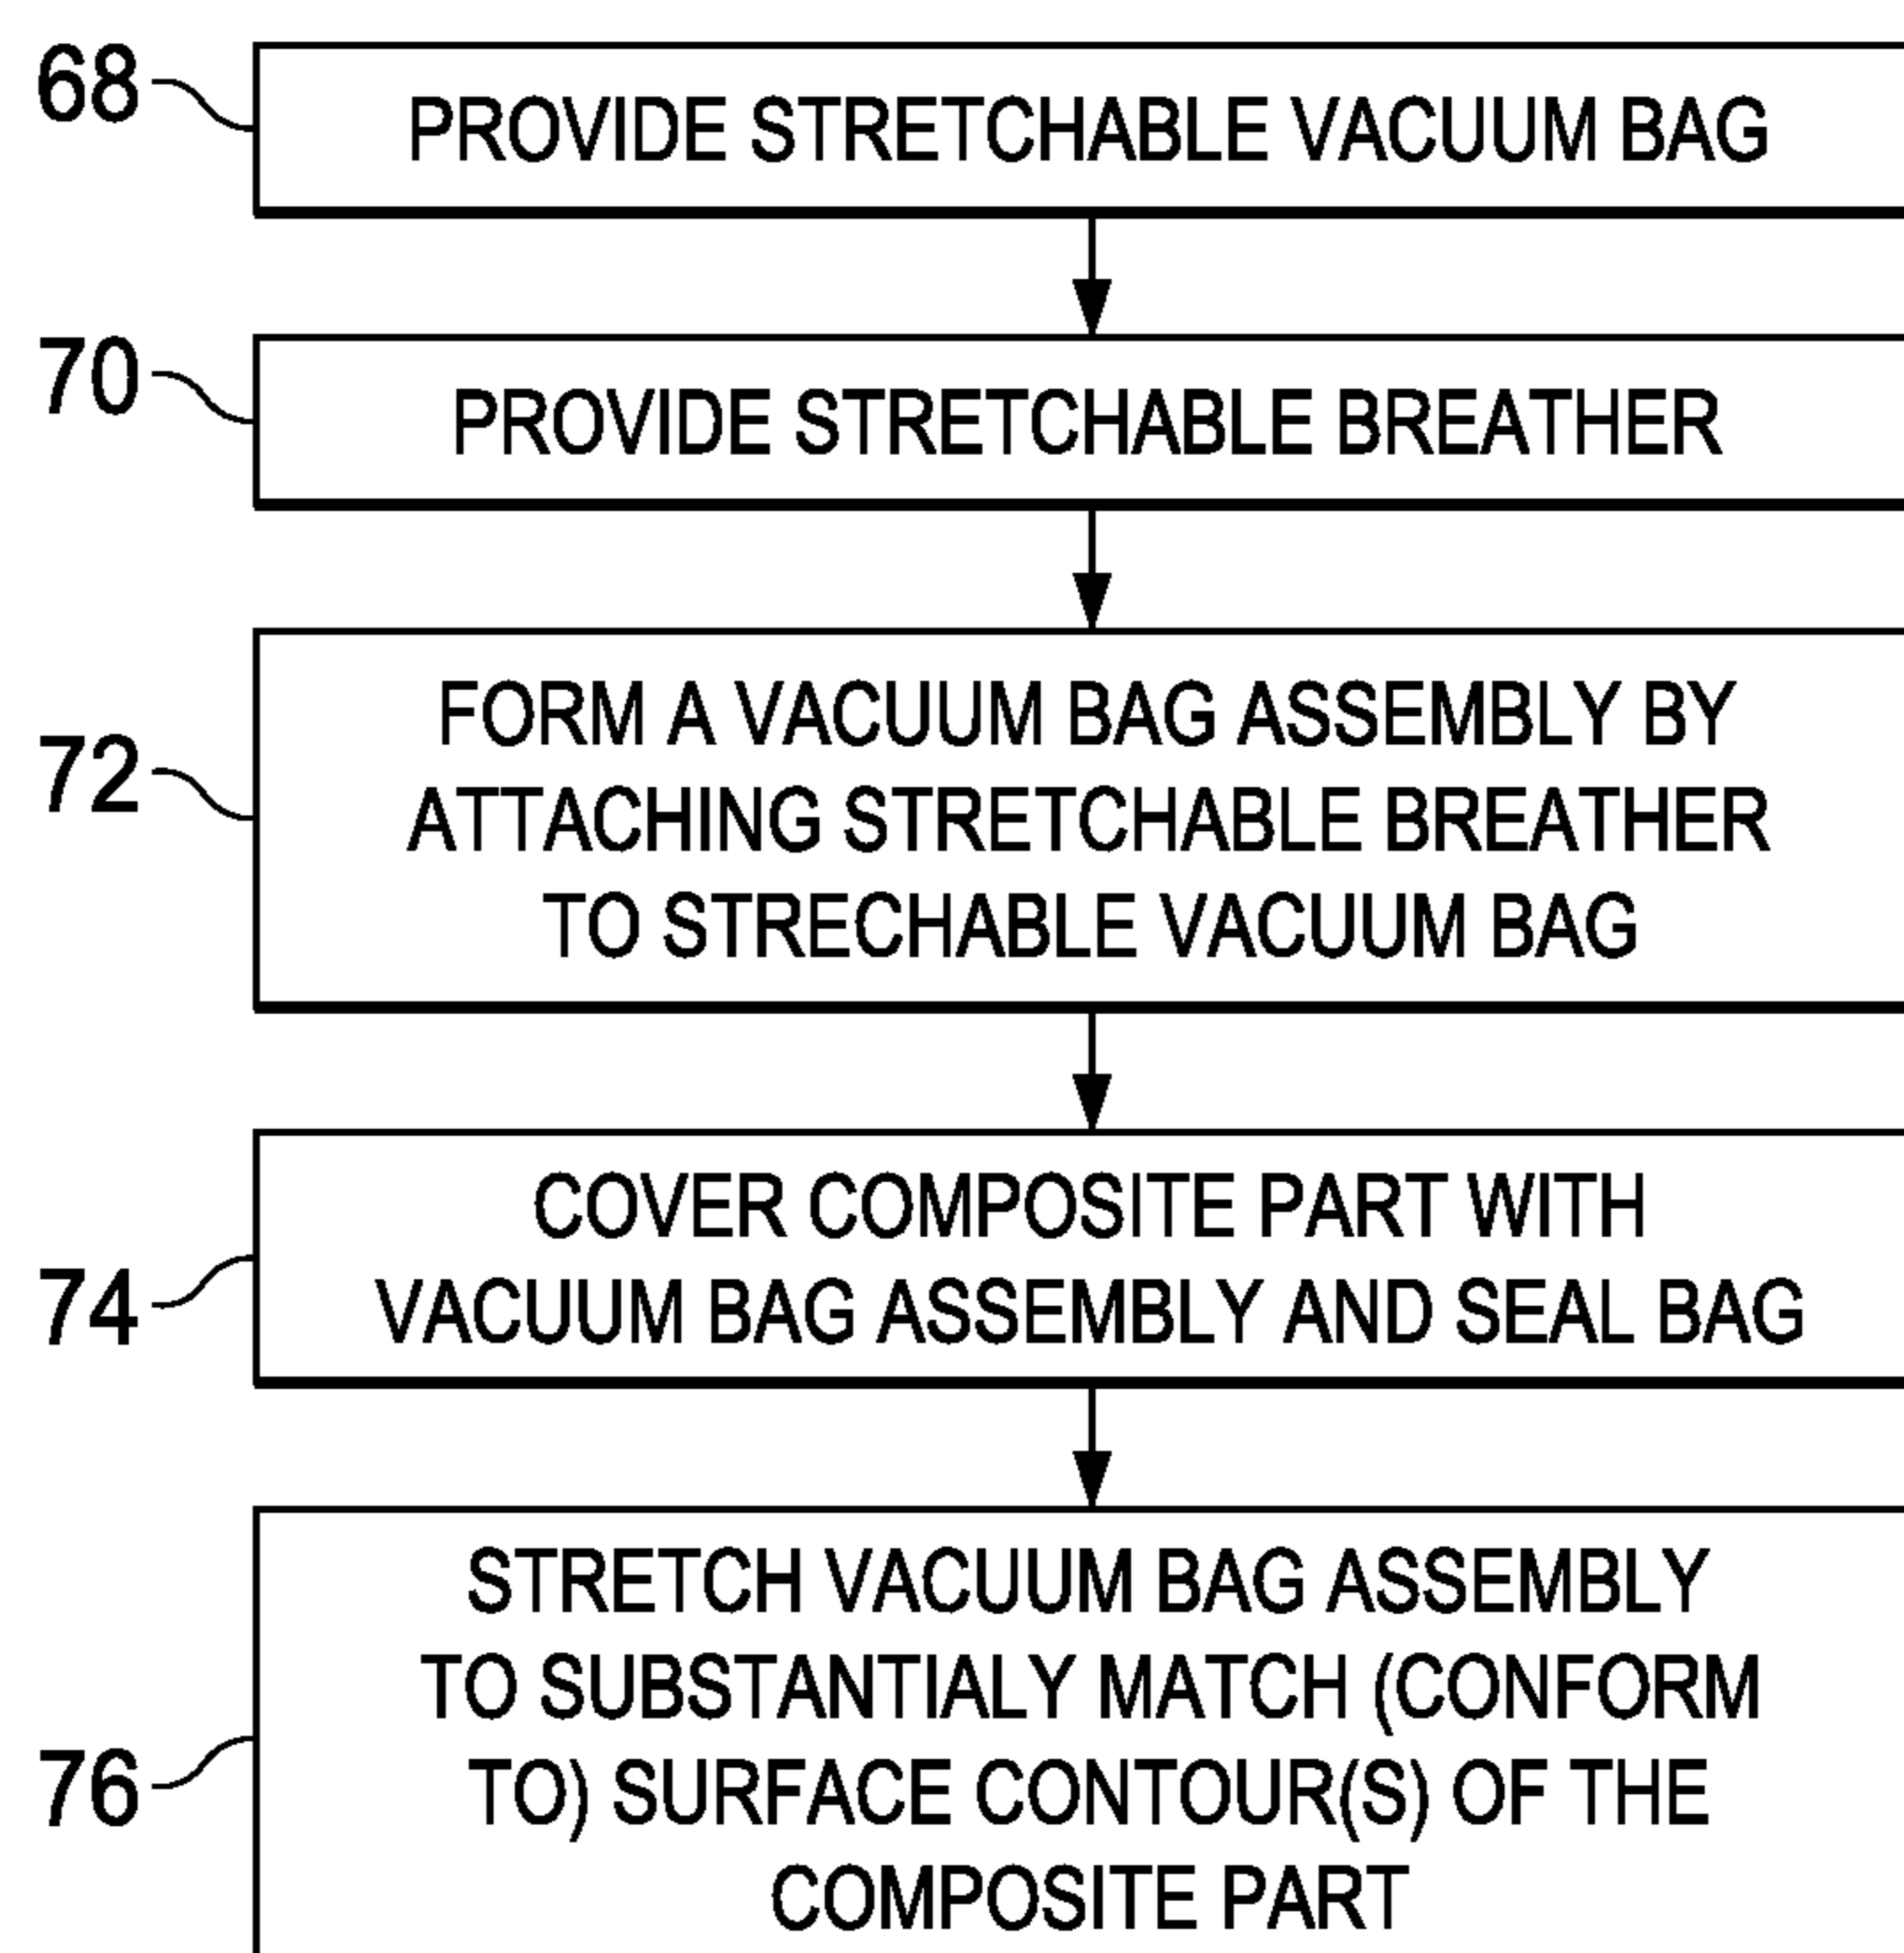 68
PROVIDE STRETCHABLE VACUUM BAG
70
PROVIDE STRETCHABLE BREATHER
72
FORM A VACUUM BAG ASSEMBLY BY
ATTACHING STRETCHABLE BREATHER
TO STRECHABLE VACUUM BAG
74
COVER COMPOSITE PART WITH
VACUUM BAG ASSEMBLY AND SEAL BAG
76
STRETCH VACUUM BAG ASSEMBLY
TO SUBSTANTIALY MATCH (CONFORM
TO) SURFACE CONTOUR(S) OF THE
COMPOSITE PART